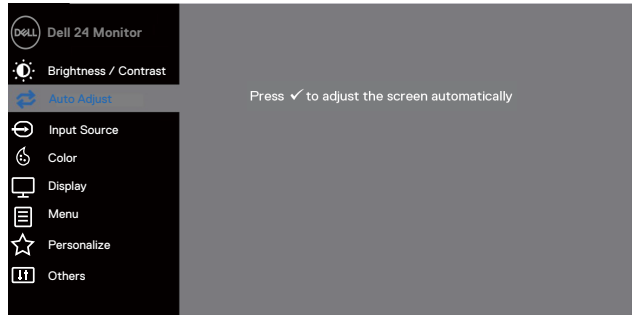 DELL Dell 24 Monitor
Brightness / Contrast
Auto Adjust
Press ✓ to adjust the screen automatically
Input Source
Color
Display
Menu
Personalize
Others